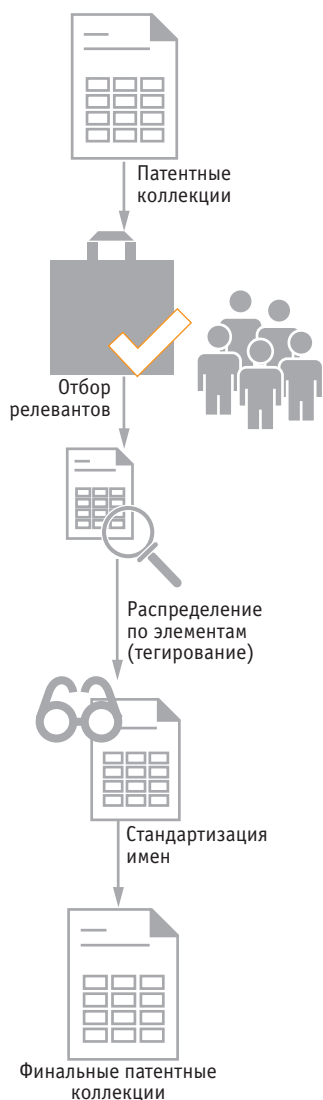 Патентные
коллекции
Отбор
релевантов
Распределение
по элементам
(тегирование)
Стандартизация
имен
Финальные патентные
коллекции